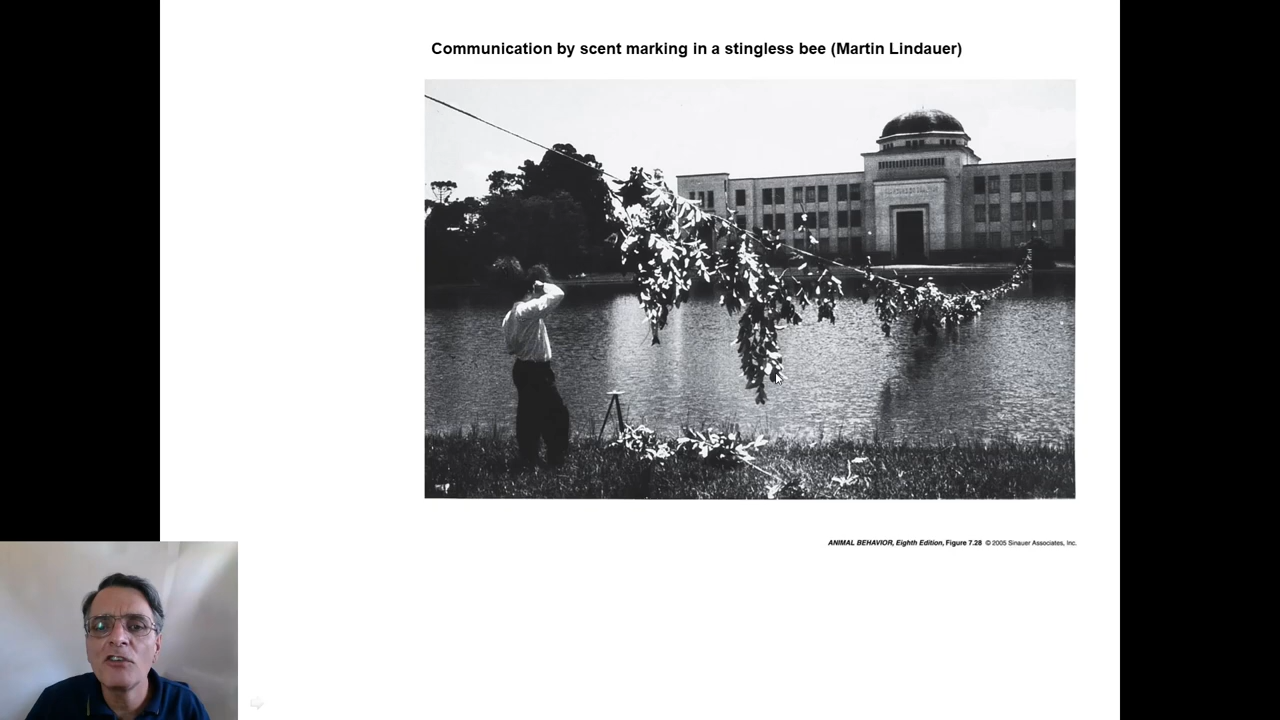 Communication by scent marking in a stingless bee (Martin Lindauer)
ANIMAL BEHAVIOR, Eighth Edition, Figure 7.28 © 2005 Sinauer Associates, Inc.